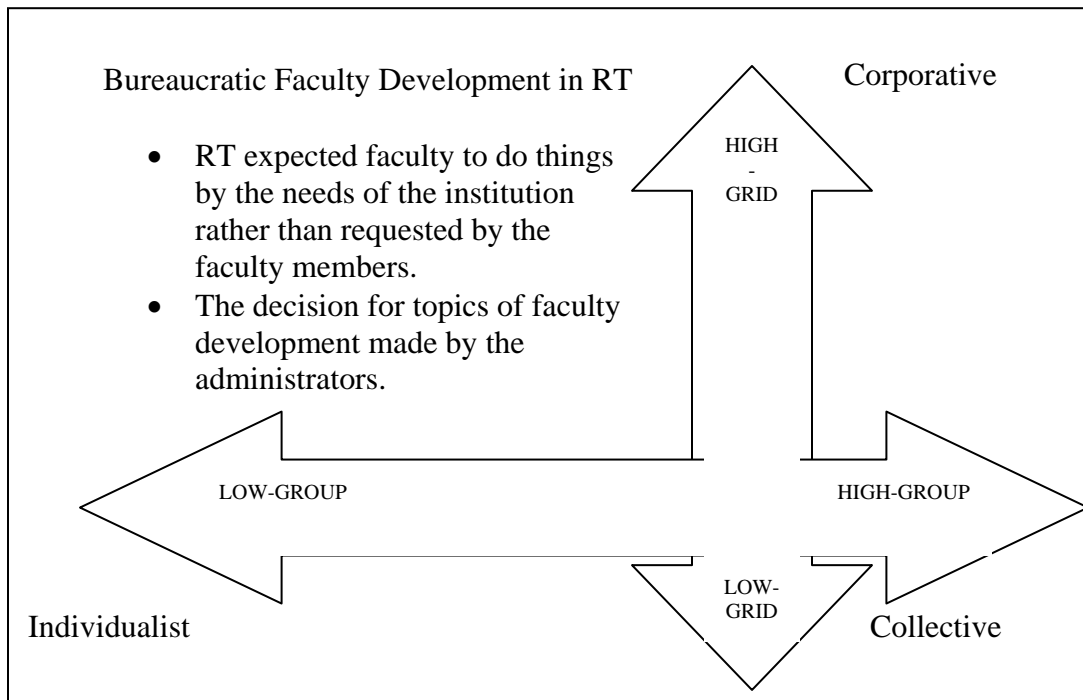 Bureaucratic Faculty Development in RT
Corporative
• RT expected faculty to do things
by the needs of the institution
rather than requested by the
faculty members.
• The decision for topics of faculty
development made by the
administrators.
HIGH
-
GRID
LOW-GROUP
HIGH-GROUP
LOW-
GRID
Individualist
Collective